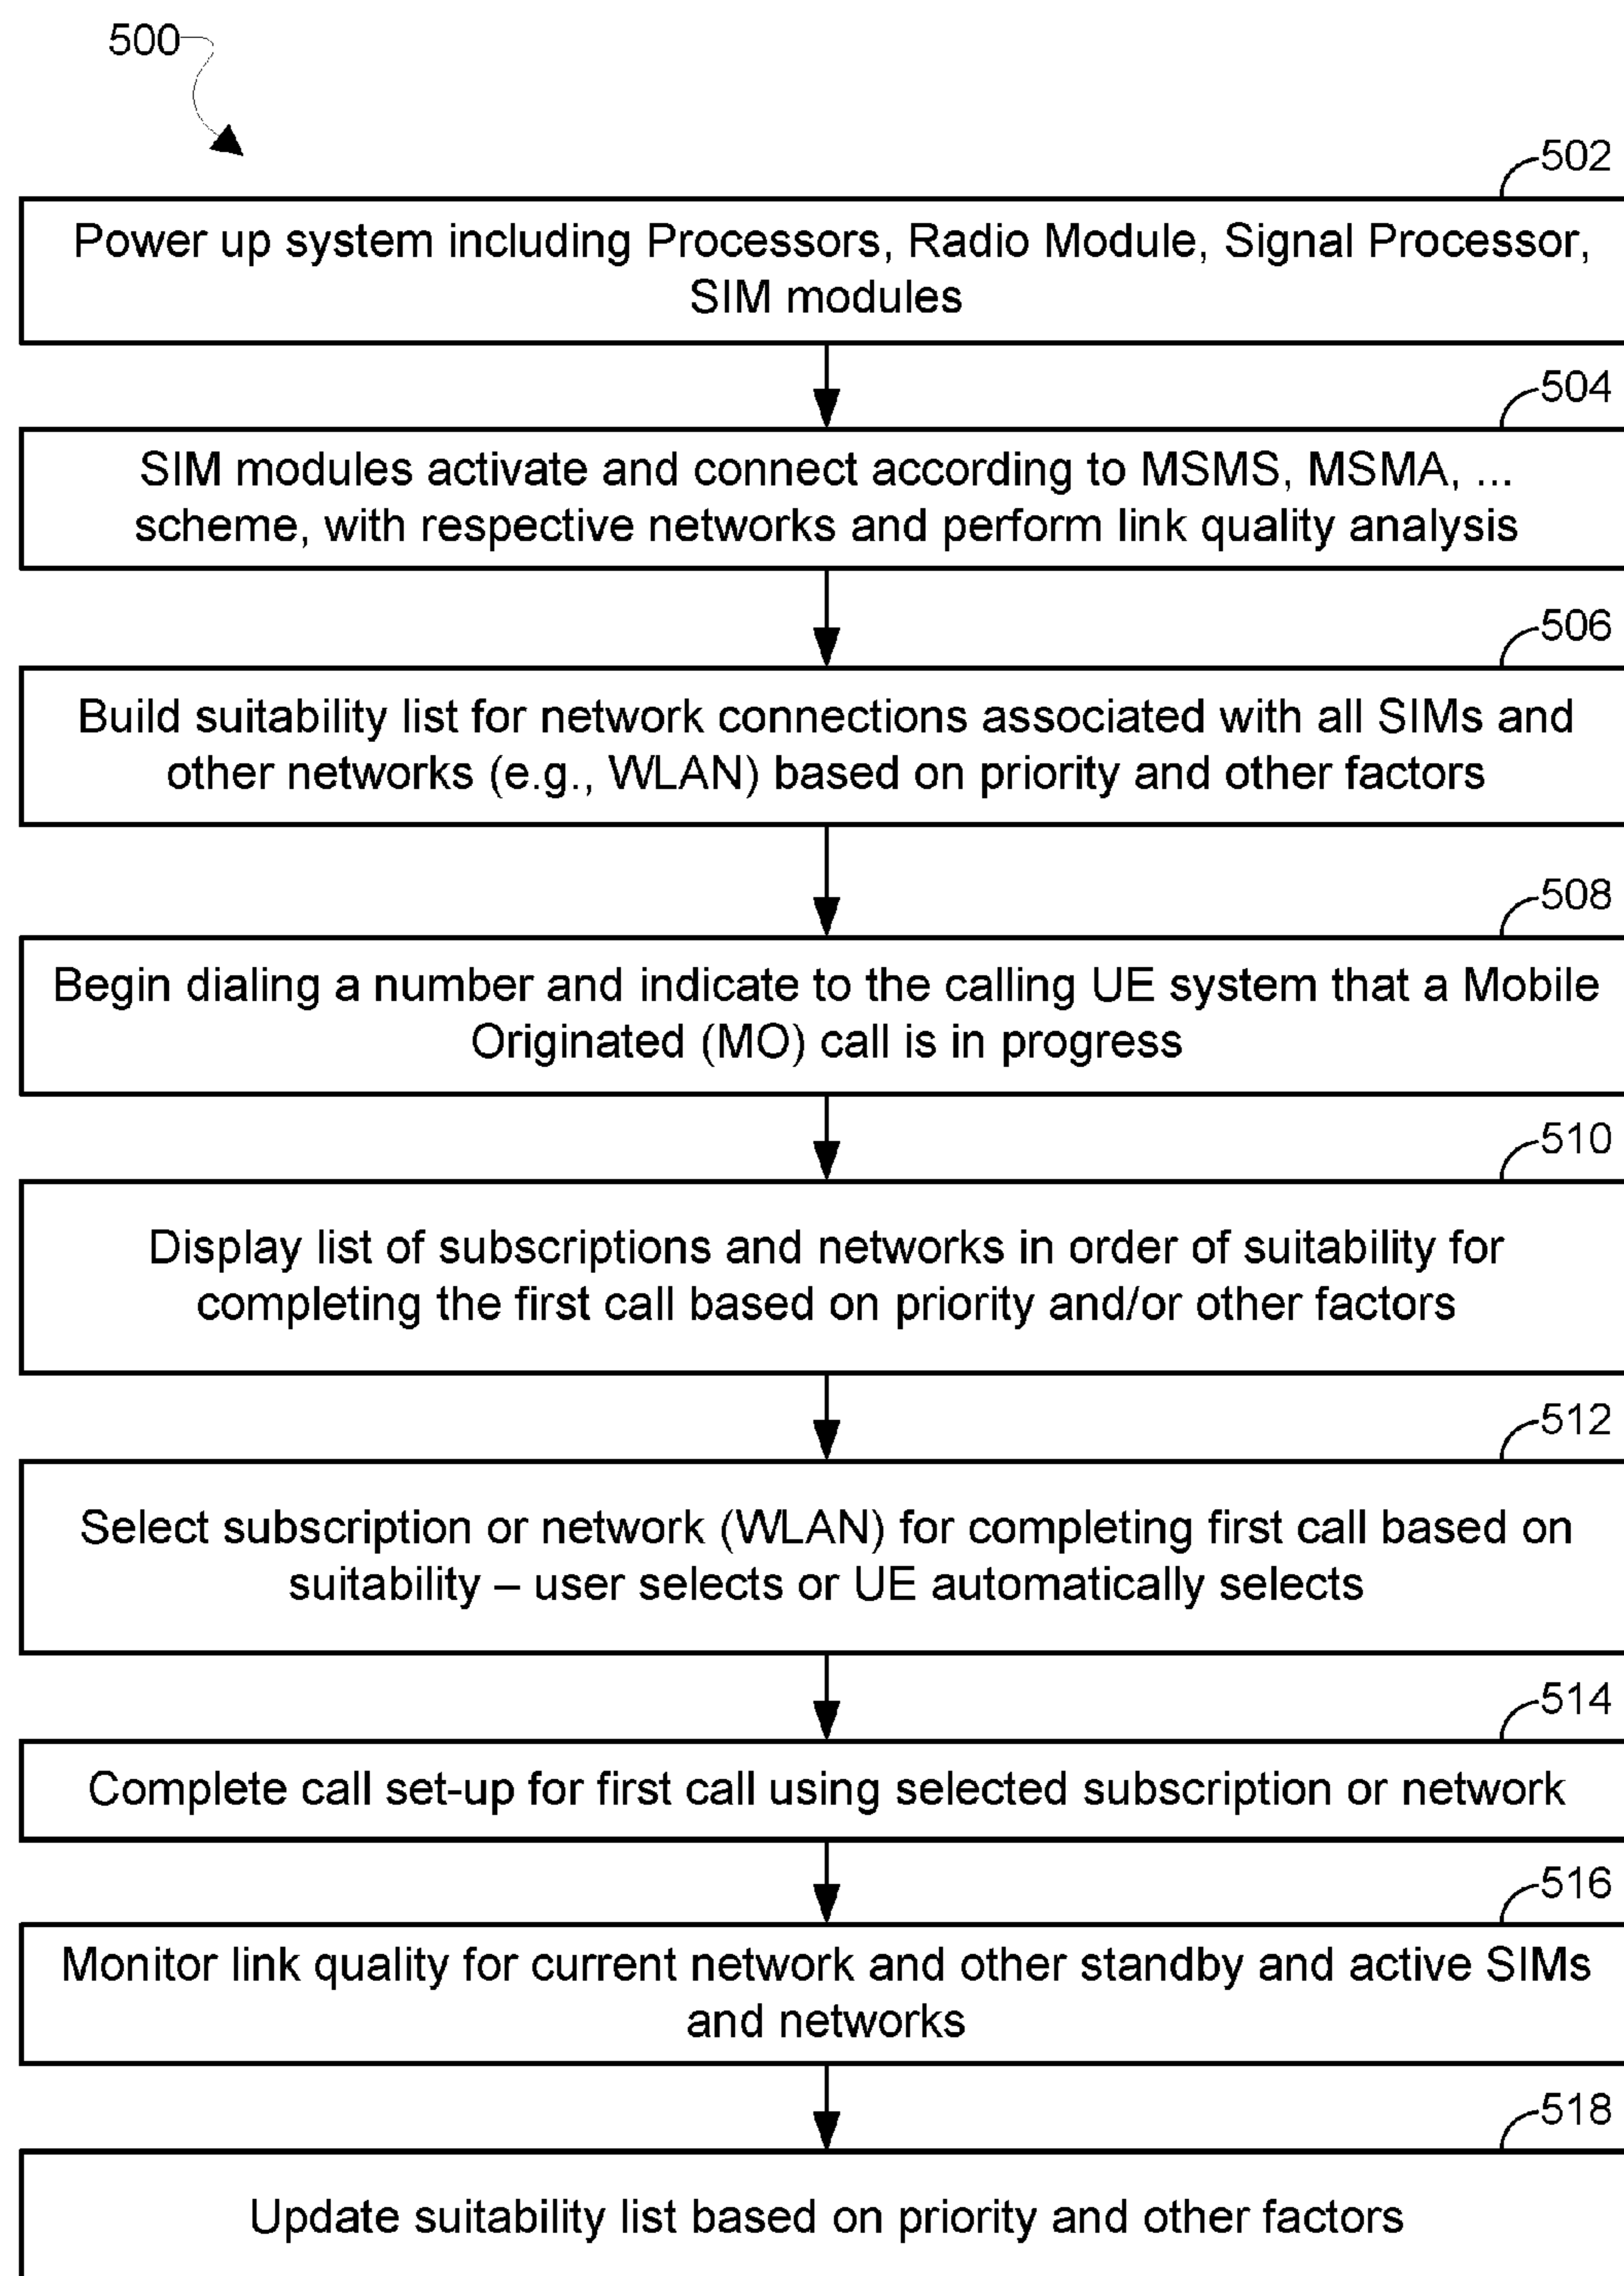 500
502
Power up system including Processors, Radio Module, Signal Processor,
SIM modules
504
SIM modules activate and connect according to MSMS, MSMA, ...
scheme, with respective networks and perform link quality analysis
506
Build suitability list for network connections associated with all SIMs and
other networks (e.g., WLAN) based on priority and other factors
508
Begin dialing a number and indicate to the calling UE system that a Mobile
Originated (MO) call is in progress
510
Display list of subscriptions and networks in order of suitability for
completing the first call based on priority and/or other factors
512
Select subscription or network (WLAN) for completing first call based on
suitability – user selects or UE automatically selects
514
Complete call set-up for first call using selected subscription or network
516
Monitor link quality for current network and other standby and active SIMs
and networks
518
Update suitability list based on priority and other factors